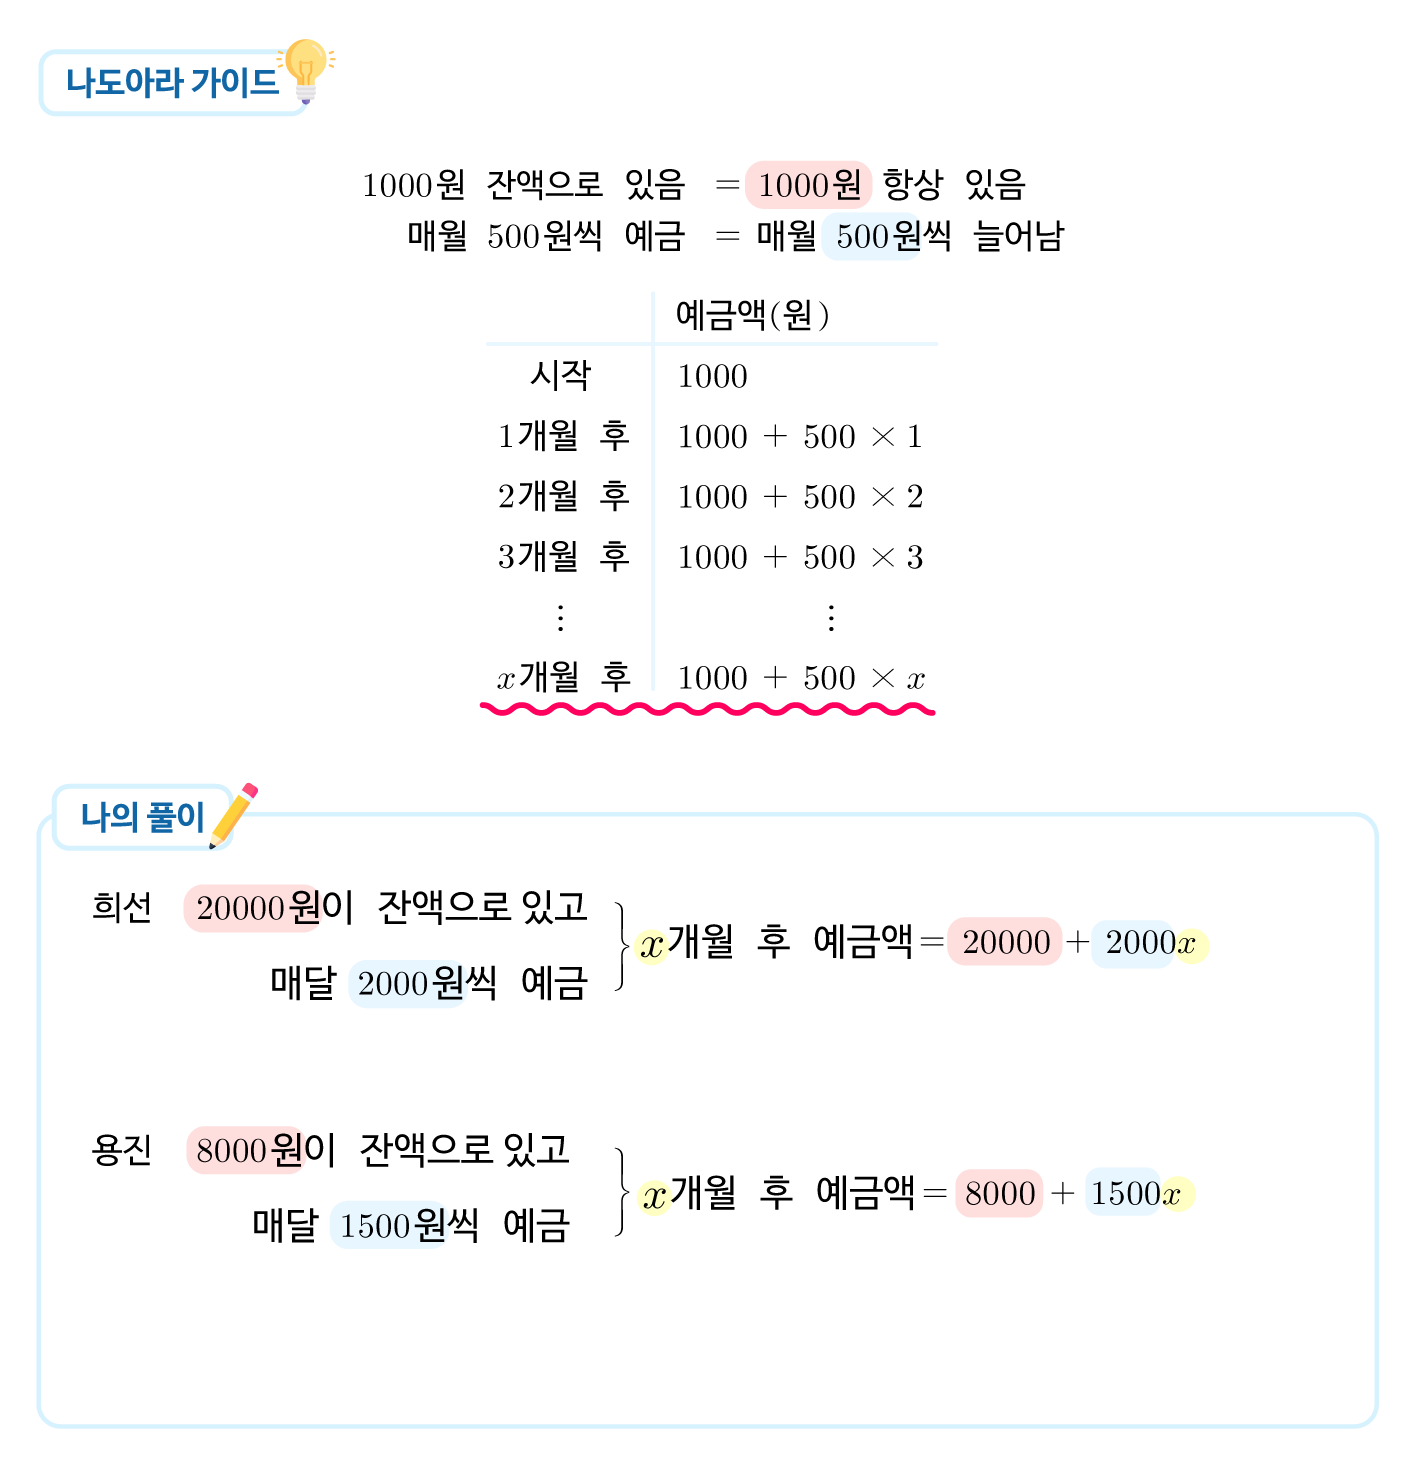 나도아라 가이드
1000원 잔액으로 있음 = 1000원 항상 있음
매월 500원씩 예금 = 매월 500원씩 늘어남
예금액(원)
시작 1000
1개월 후 1000 + 500 × 1
2개월 후 1000 + 500 × 2
3개월 후 1000 + 500 × 3
⋮ ⋮
x개월 후 1000 + 500 × x
나의 풀이
희선 20000원이 잔액으로 있고
매달 2000원씩 예금
x개월 후 예금액 = 20000 + 2000x
용진 8000원이 잔액으로 있고
매달 1500원씩 예금
x개월 후 예금액 = 8000 + 1500x